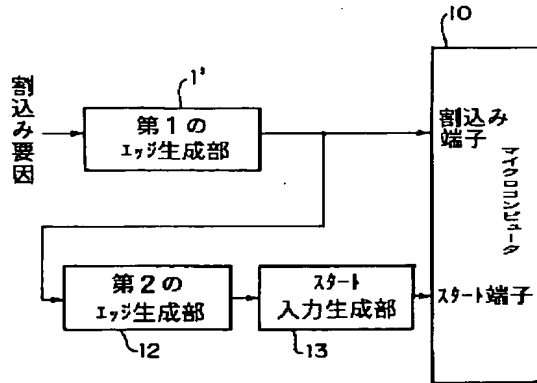 10
割込み要因
1'
第1の
エッジ生成部
割込み
端子
マイクロコンピュータ
第2の
エッジ生成部
12
スタート
入力生成部
13
スタート端子